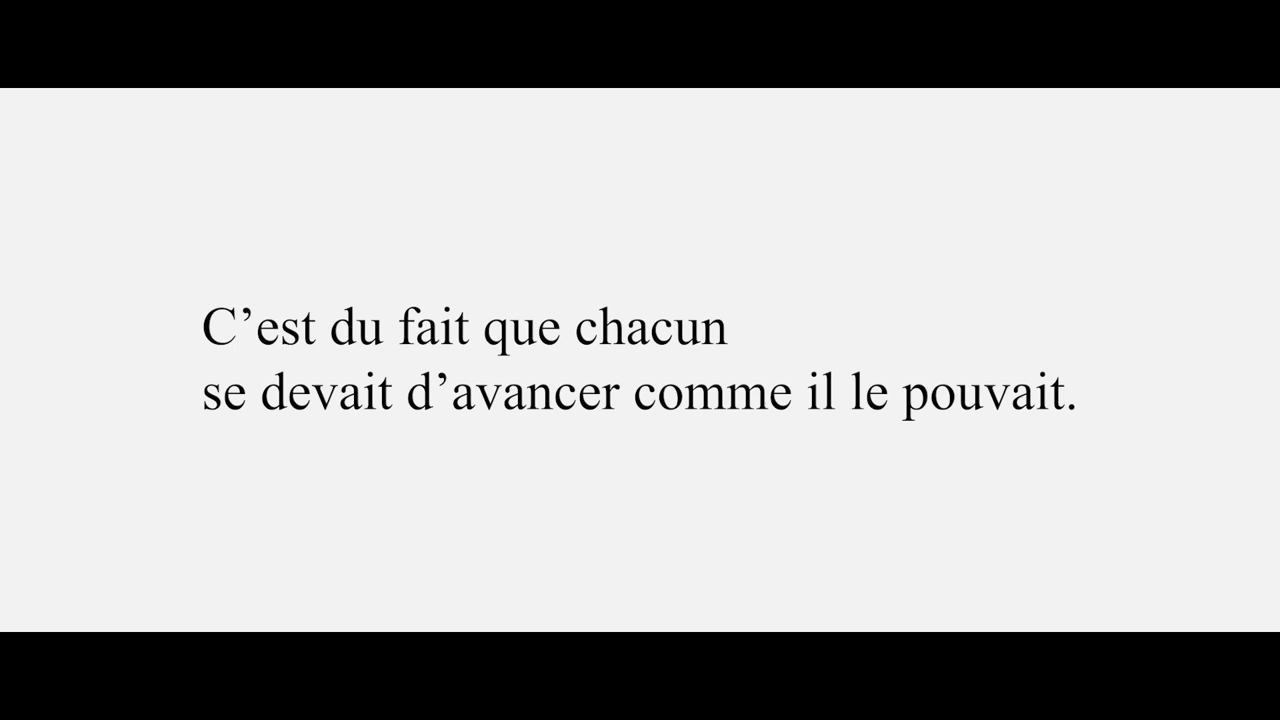 C’est du fait que chacun
se devait d’avancer comme il le pouvait.